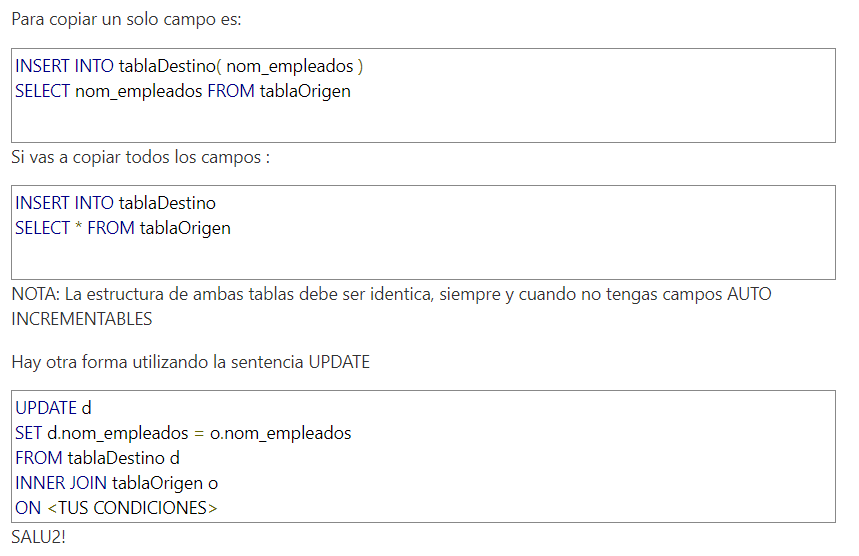 Para copiar un solo campo es:
INSERT INTO tablaDestino( nom_empleados )
SELECT nom_empleados FROM tablaOrigen
Si vas a copiar todos los campos :
INSERT INTO tablaDestino
SELECT * FROM tablaOrigen
NOTA: La estructura de ambas tablas debe ser identica, siempre y cuando no tengas campos AUTO
INCREMENTABLES
Hay otra forma utilizando la sentencia UPDATE
UPDATE d
SET d.nom_empleados = o.nom_empleados
FROM tablaDestino d
INNER JOIN tablaOrigen o
ON <TUS CONDICIONES>
SALU2!